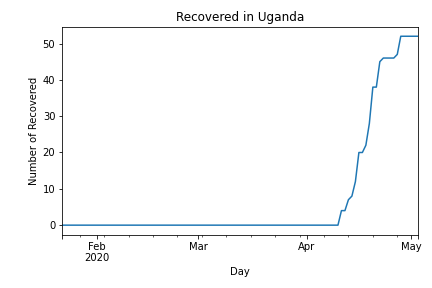 Recovered in Uganda
Number of Recovered
50
40
30
20
10
0
Feb
2020
Mar
Apr
May
Day